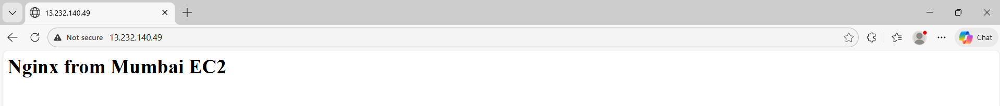 13.232.140.49
Not secure 13.232.140.49
Chat
Nginx from Mumbai EC2